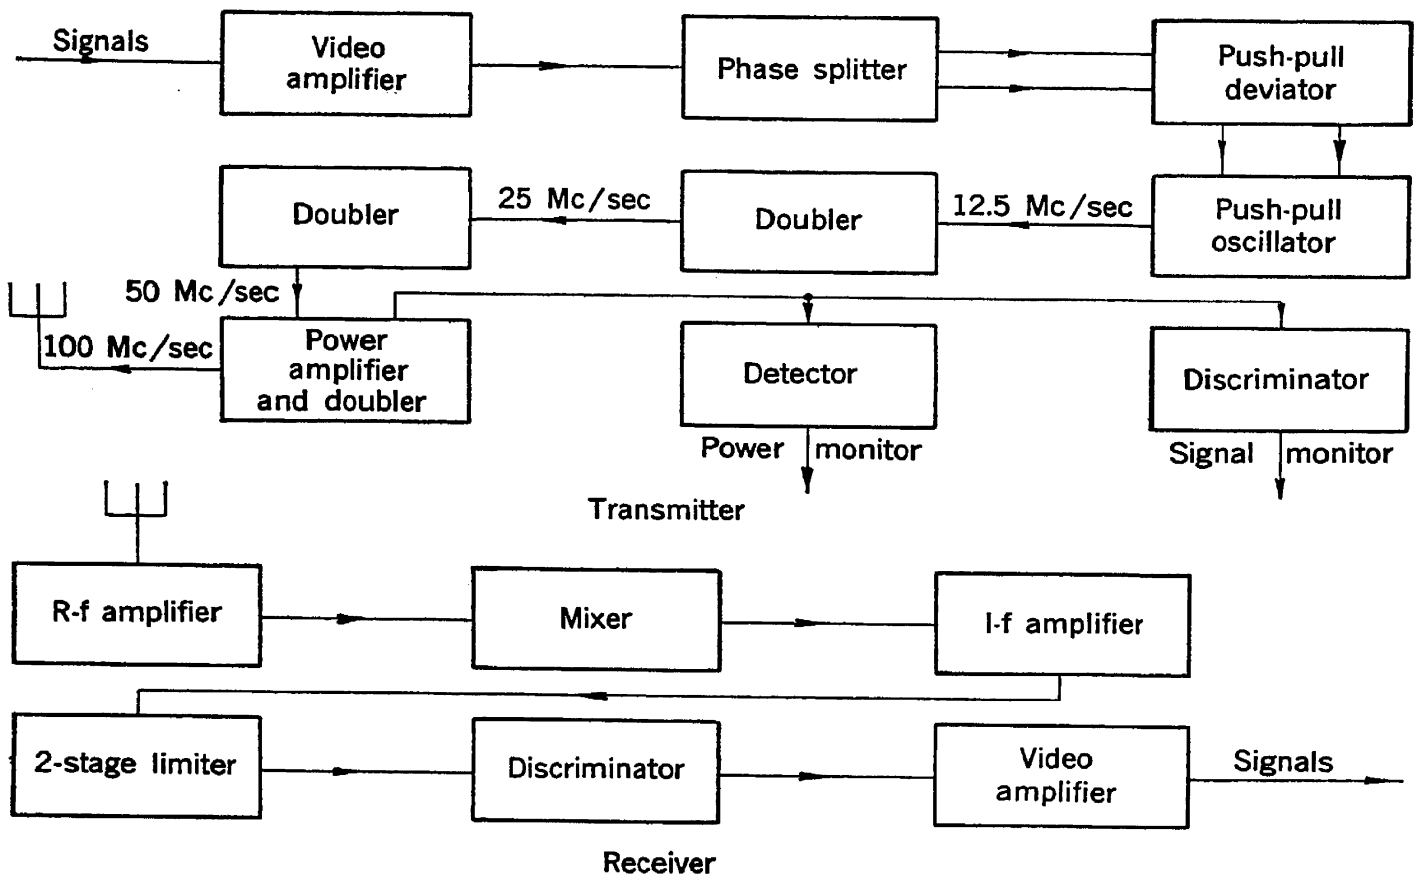 Signals
Video
amplifier
Phase splitter
Push-pull
deviator
Doubler
25 Mc/sec
Doubler
12.5 Mc/sec
Push-pull
oscillator
50 Mc/sec
100 Mc/sec
Power
amplifier
and doubler
Detector
Discriminator
Power monitor
Signal monitor
Transmitter
R-f amplifier
Mixer
I-f amplifier
2-stage limiter
Discriminator
Video
amplifier
Signals
Receiver